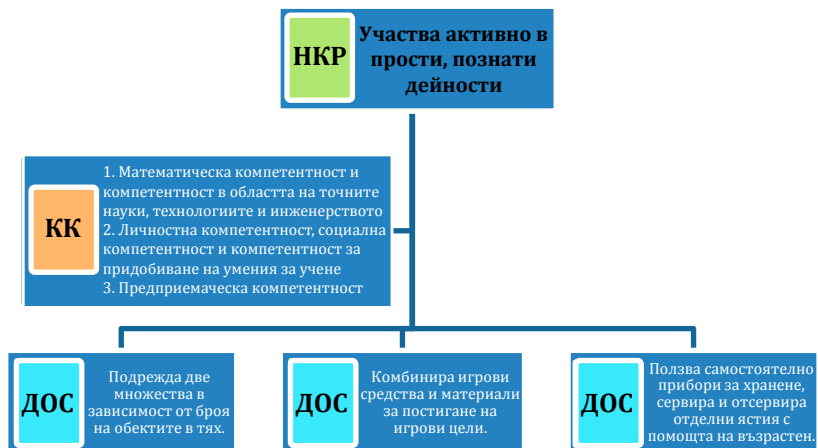 НКР
Участва активно в
прости, познати
дейности
КК
1. Математическа компетентност и
компетентност в областта на точните
науки, технологиите и инженерството
2. Личностна компетентност, социална
компетентност и компетентност за
придобиване на умения за учене
3. Предприемаческа компетентност
ДОС
Подрежда две
множества в
зависимост от броя
на обектите в тях.
ДОС
Комбинира игрови
средства и материали
за постигане на
игрови цели.
ДОС
Ползва самостоятелно
прибори за хранене,
сервира и отсервира
отделни ястия с
помощта на възрастен.